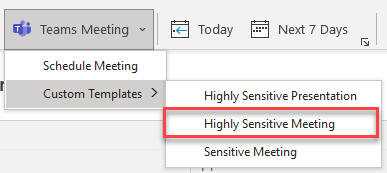 Teams Meeting
Today
Next 7 Days
Schedule Meeting
Custom Templates
Highly Sensitive Presentation
Highly Sensitive Meeting
Sensitive Meeting